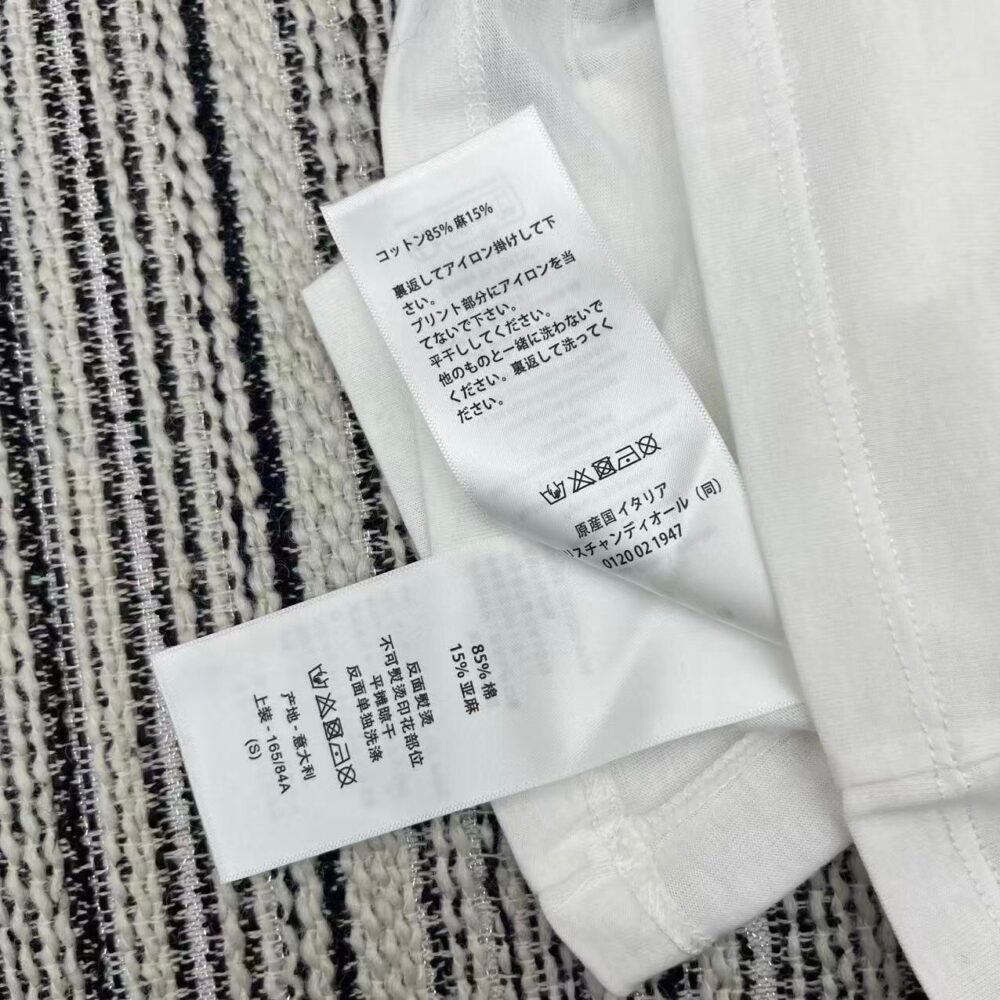 コットン85% 麻15%
裏返してアイロン掛けして下
さい。
プリント部分にアイロンを当
てないで下さい。
平干ししてください。
他のものと一緒に洗わないで
ください。裏返して洗ってく
ださい。
原産国イタリア
リスチャンディオール（同）
0120 02 1947
85% 棉
15% 亚麻
反面熨烫
不可熨烫印花部位
平摊晾干
反面单独洗涤
产地 - 意大利
上装 - 165/84A
(S)